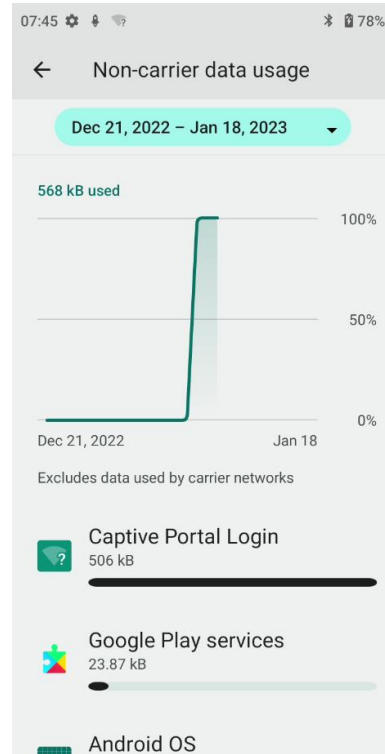 07:45 78%
Non-carrier data usage
Dec 21, 2022 – Jan 18, 2023
568 kB used
100%
50%
0%
Dec 21, 2022 Jan 18
Excludes data used by carrier networks
?
Captive Portal Login
506 kB
Google Play services
23.87 kB
Android OS